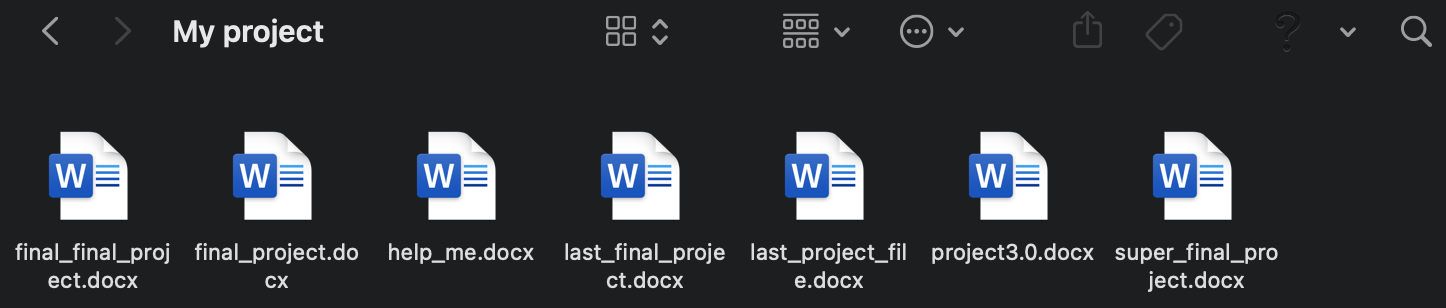 My project
W W W W W W W
final_final_proj final_project.do help_me.docx last_final_proje last_project_fil project3.0.docx super_final_pro
ect.docx cx ct.docx e.docx ject.docx